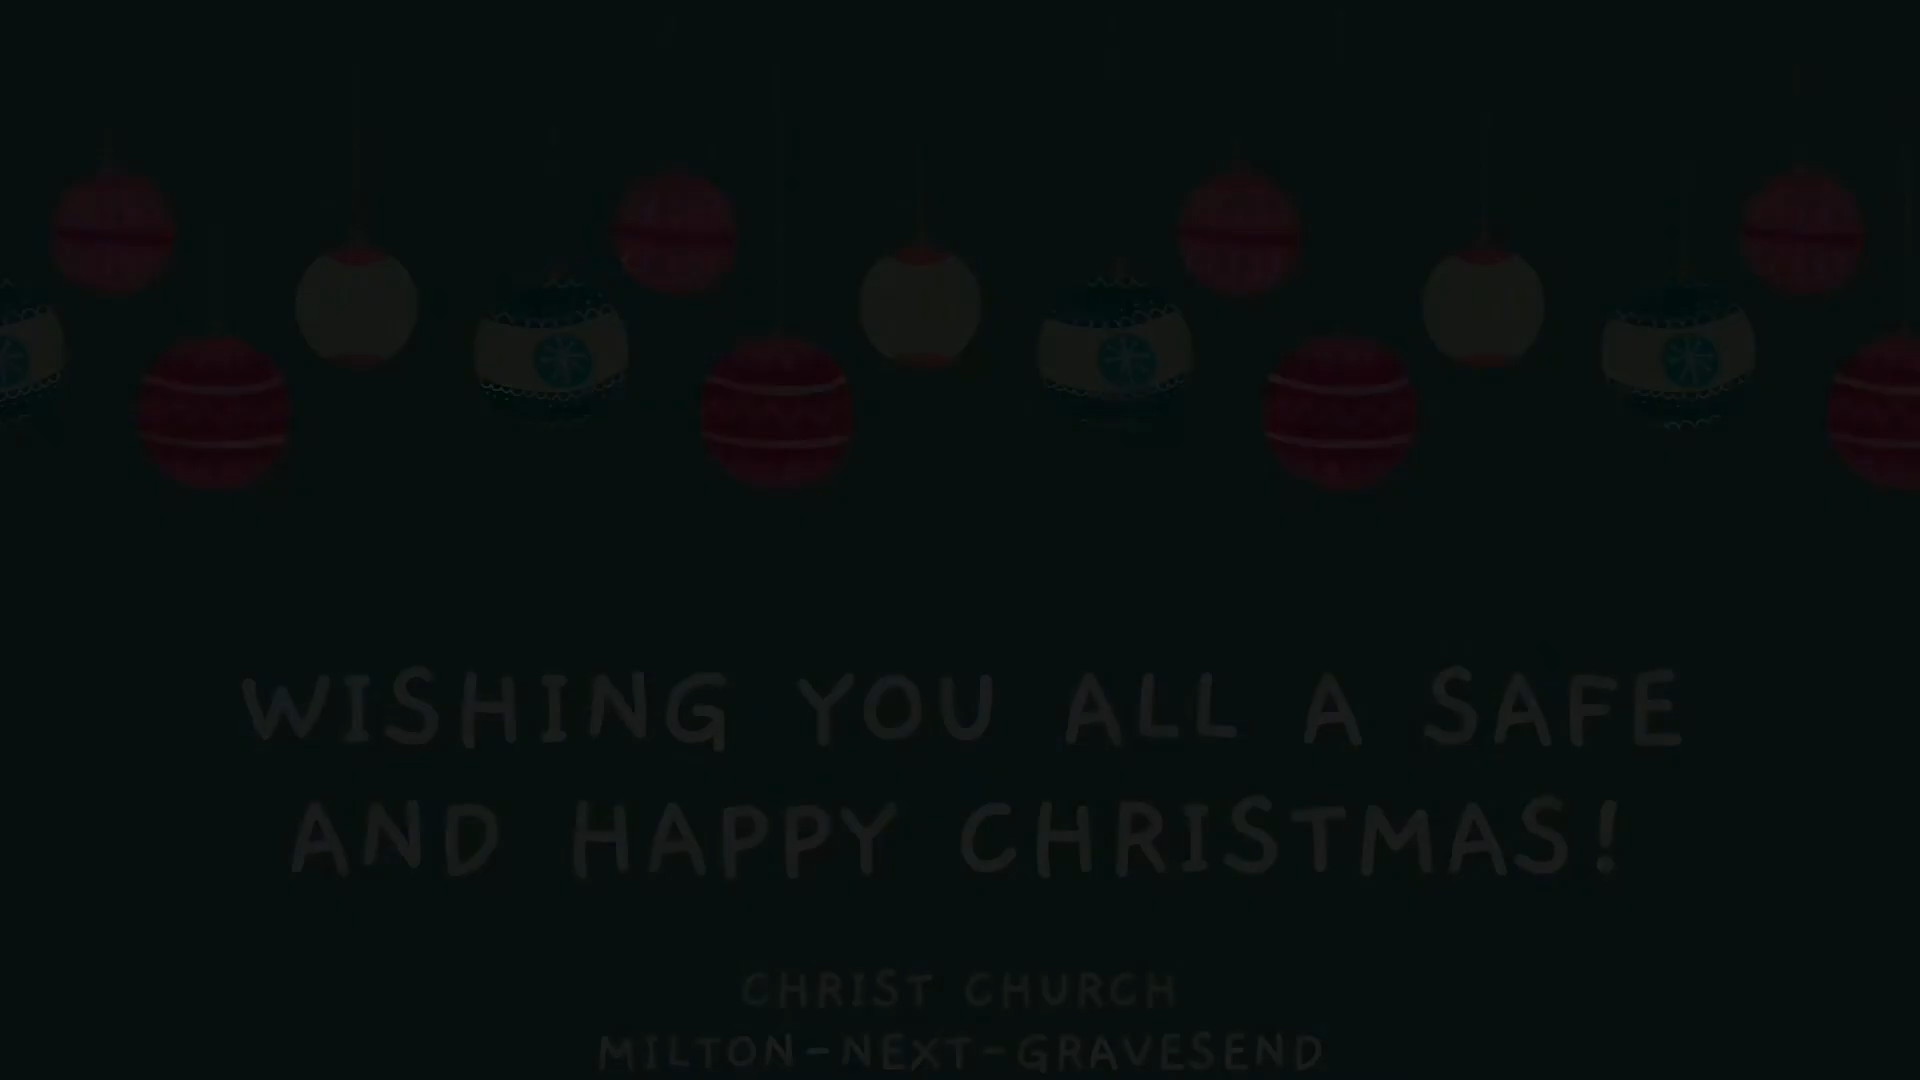 WISHING YOU ALL A SAFE
AND HAPPY CHRISTMAS!
CHRIST CHURCH
MILTON-NEXT-GRAVESEND